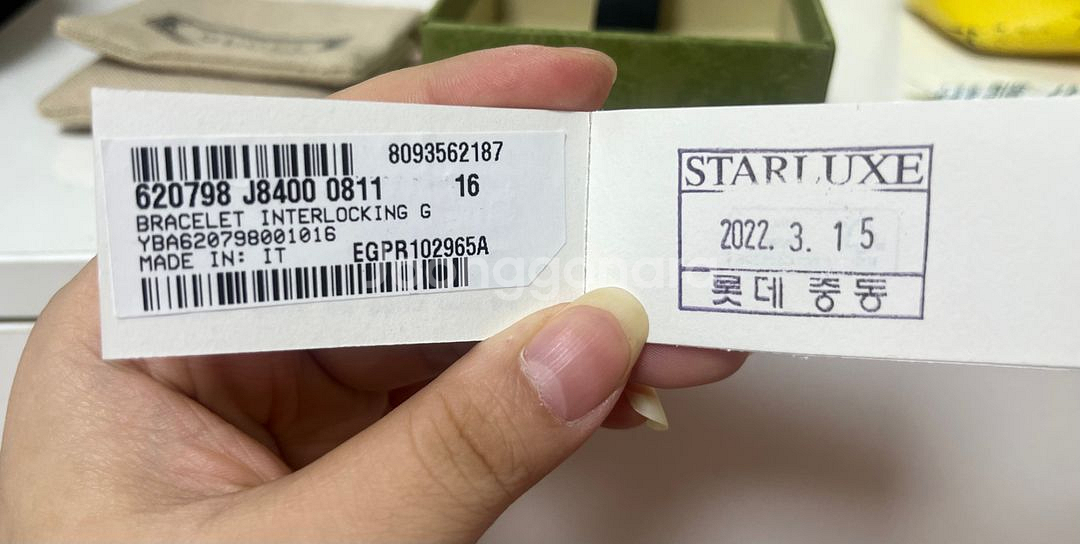 8093562187
620798 J8400 0811 16
BRACELET INTERLOCKING G
YBA620798001016
EGPR102965A
MADE IN: IT
STARLUXE
2022. 3. 15
롯데 중동